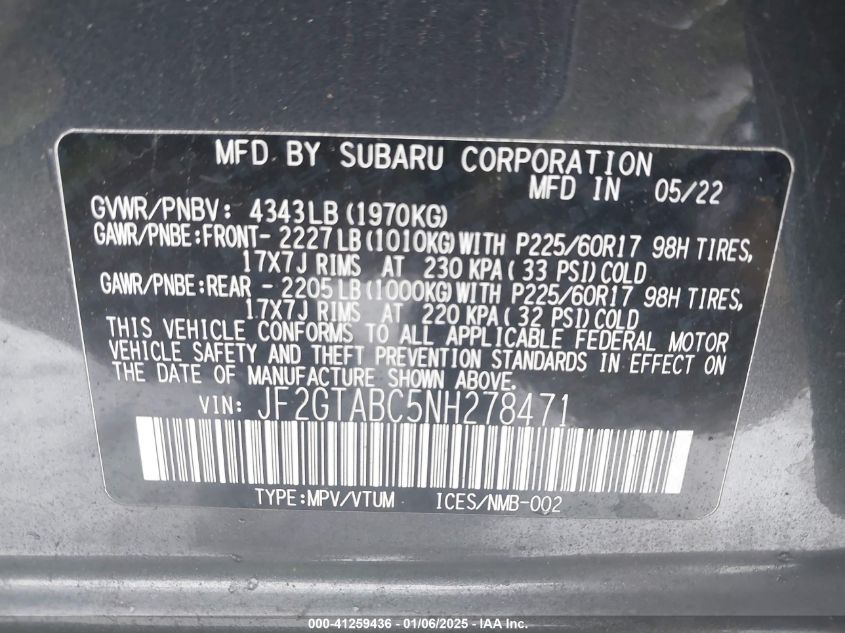 MFD BY SUBARU CORPORATION
MFD IN 05/22
GVWR/PNBV: 4343LB(1970KG)
GAWR/PNBE:FRONT- 2227LB(1010KG)WITH P225/60R17 98H TIRES,
17X7J RIMS AT 230 KPA(33 PSI)COLD
GAWR/PNBE:REAR - 2205LB(1000KG)WITH P225/60R17 98H TIRES,
17X7J RIMS AT 220 KPA(32 PSI)COLD
THIS VEHICLE CONFORMS TO ALL APPLICABLE FEDERAL MOTOR
VEHICLE SAFETY AND THEFT PREVENTION STANDARDS IN EFFECT ON
THE DATE OF MANUFACTURE SHOWN ABOVE.
VIN: JF2GTABC5NH278471
TYPE:MPV/VTUM ICES/NMB-002
000-41259436 - 01/06/2025 - IAA Inc.